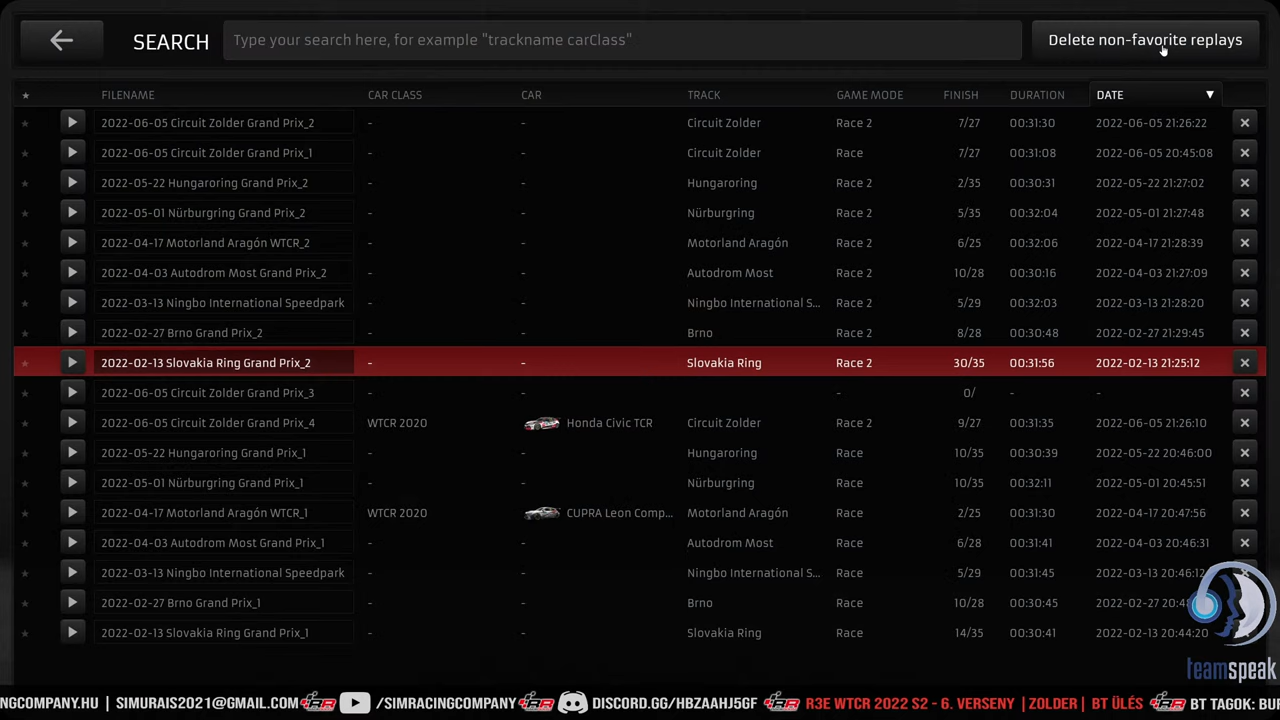 SEARCH Type your search here, for example "trackname carClass" Delete non-favorite replays
★ FILENAME CAR CLASS CAR TRACK GAME MODE FINISH DURATION DATE ▼
2022-06-05 Circuit Zolder Grand Prix_2 - - Circuit Zolder Race 2 7/27 00:31:30 2022-06-05 21:26:22
2022-06-05 Circuit Zolder Grand Prix_1 - - Circuit Zolder Race 7/27 00:31:08 2022-06-05 20:45:08
2022-05-22 Hungaroring Grand Prix_2 - - Hungaroring Race 2 2/35 00:30:31 2022-05-22 21:27:02
2022-05-01 Nürburgring Grand Prix_2 - - Nürburgring Race 2 5/35 00:32:04 2022-05-01 21:27:48
2022-04-17 Motorland Aragón WTCR_2 - - Motorland Aragón Race 2 6/25 00:32:06 2022-04-17 21:28:39
2022-04-03 Autodrom Most Grand Prix_2 - - Autodrom Most Race 2 10/28 00:30:16 2022-04-03 21:27:09
2022-03-13 Ningbo International Speedpark - - Ningbo International S... Race 2 5/29 00:32:03 2022-03-13 21:28:20
2022-02-27 Brno Grand Prix_2 - - Brno Race 2 8/28 00:30:48 2022-02-27 21:29:45
2022-02-13 Slovakia Ring Grand Prix_2 - - Slovakia Ring Race 2 30/35 00:31:56 2022-02-13 21:25:12
2022-06-05 Circuit Zolder Grand Prix_3 - - - 0/ - -
2022-06-05 Circuit Zolder Grand Prix_4 WTCR 2020 Honda Civic TCR Circuit Zolder Race 2 9/27 00:31:35 2022-06-05 21:26:10
2022-05-22 Hungaroring Grand Prix_1 - - Hungaroring Race 10/35 00:30:39 2022-05-22 20:46:00
2022-05-01 Nürburgring Grand Prix_1 - - Nürburgring Race 10/35 00:32:11 2022-05-01 20:45:51
2022-04-17 Motorland Aragón WTCR_1 WTCR 2020 CUPRA Leon Comp... Motorland Aragón Race 2/25 00:31:30 2022-04-17 20:47:56
2022-04-03 Autodrom Most Grand Prix_1 - - Autodrom Most Race 6/28 00:31:41 2022-04-03 20:46:31
2022-03-13 Ningbo International Speedpark - - Ningbo International S... Race 5/29 00:31:45 2022-03-13 20:46:12
2022-02-27 Brno Grand Prix_1 - - Brno Race 10/28 00:30:45 2022-02-27
2022-02-13 Slovakia Ring Grand Prix_1 - - Slovakia Ring Race 14/35 00:30:41 2022-02-13 20:44:20
teamspeak
NGCOMPANY.HU | SIMURAIS2021@GMAIL.COM /SIMRACINGCOMPANY DISCORD.GG/HBZAAHJ56F R3E WTCR 2022 S2 - 6. VERSENY | ZOLDER | BT ÜLÉS BT TAGOK: